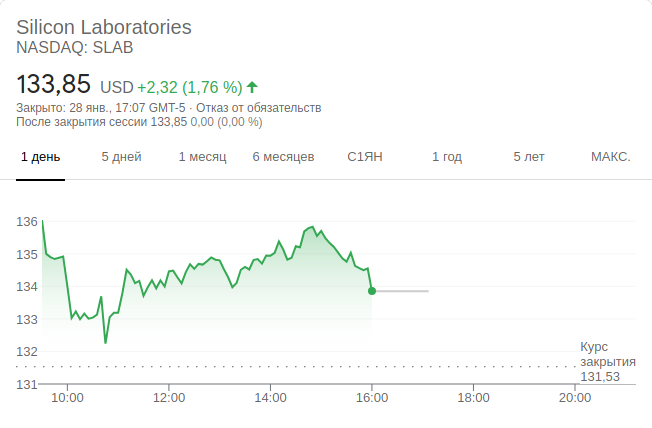 Silicon Laboratories
NASDAQ: SLAB
133,85 USD +2,32 (1,76 %)
Закрыто: 28 янв., 17:07 GMT-5 · Отказ от обязательств
После закрытия сессии 133,85 0,00 (0,00 %)
1 день 5 дней 1 месяц 6 месяцев С1ЯН 1 год 5 лет МАКС.
136
135
134
133
132
131
Курс
закрытия
131,53
10:00 12:00 14:00 16:00 18:00 20:00